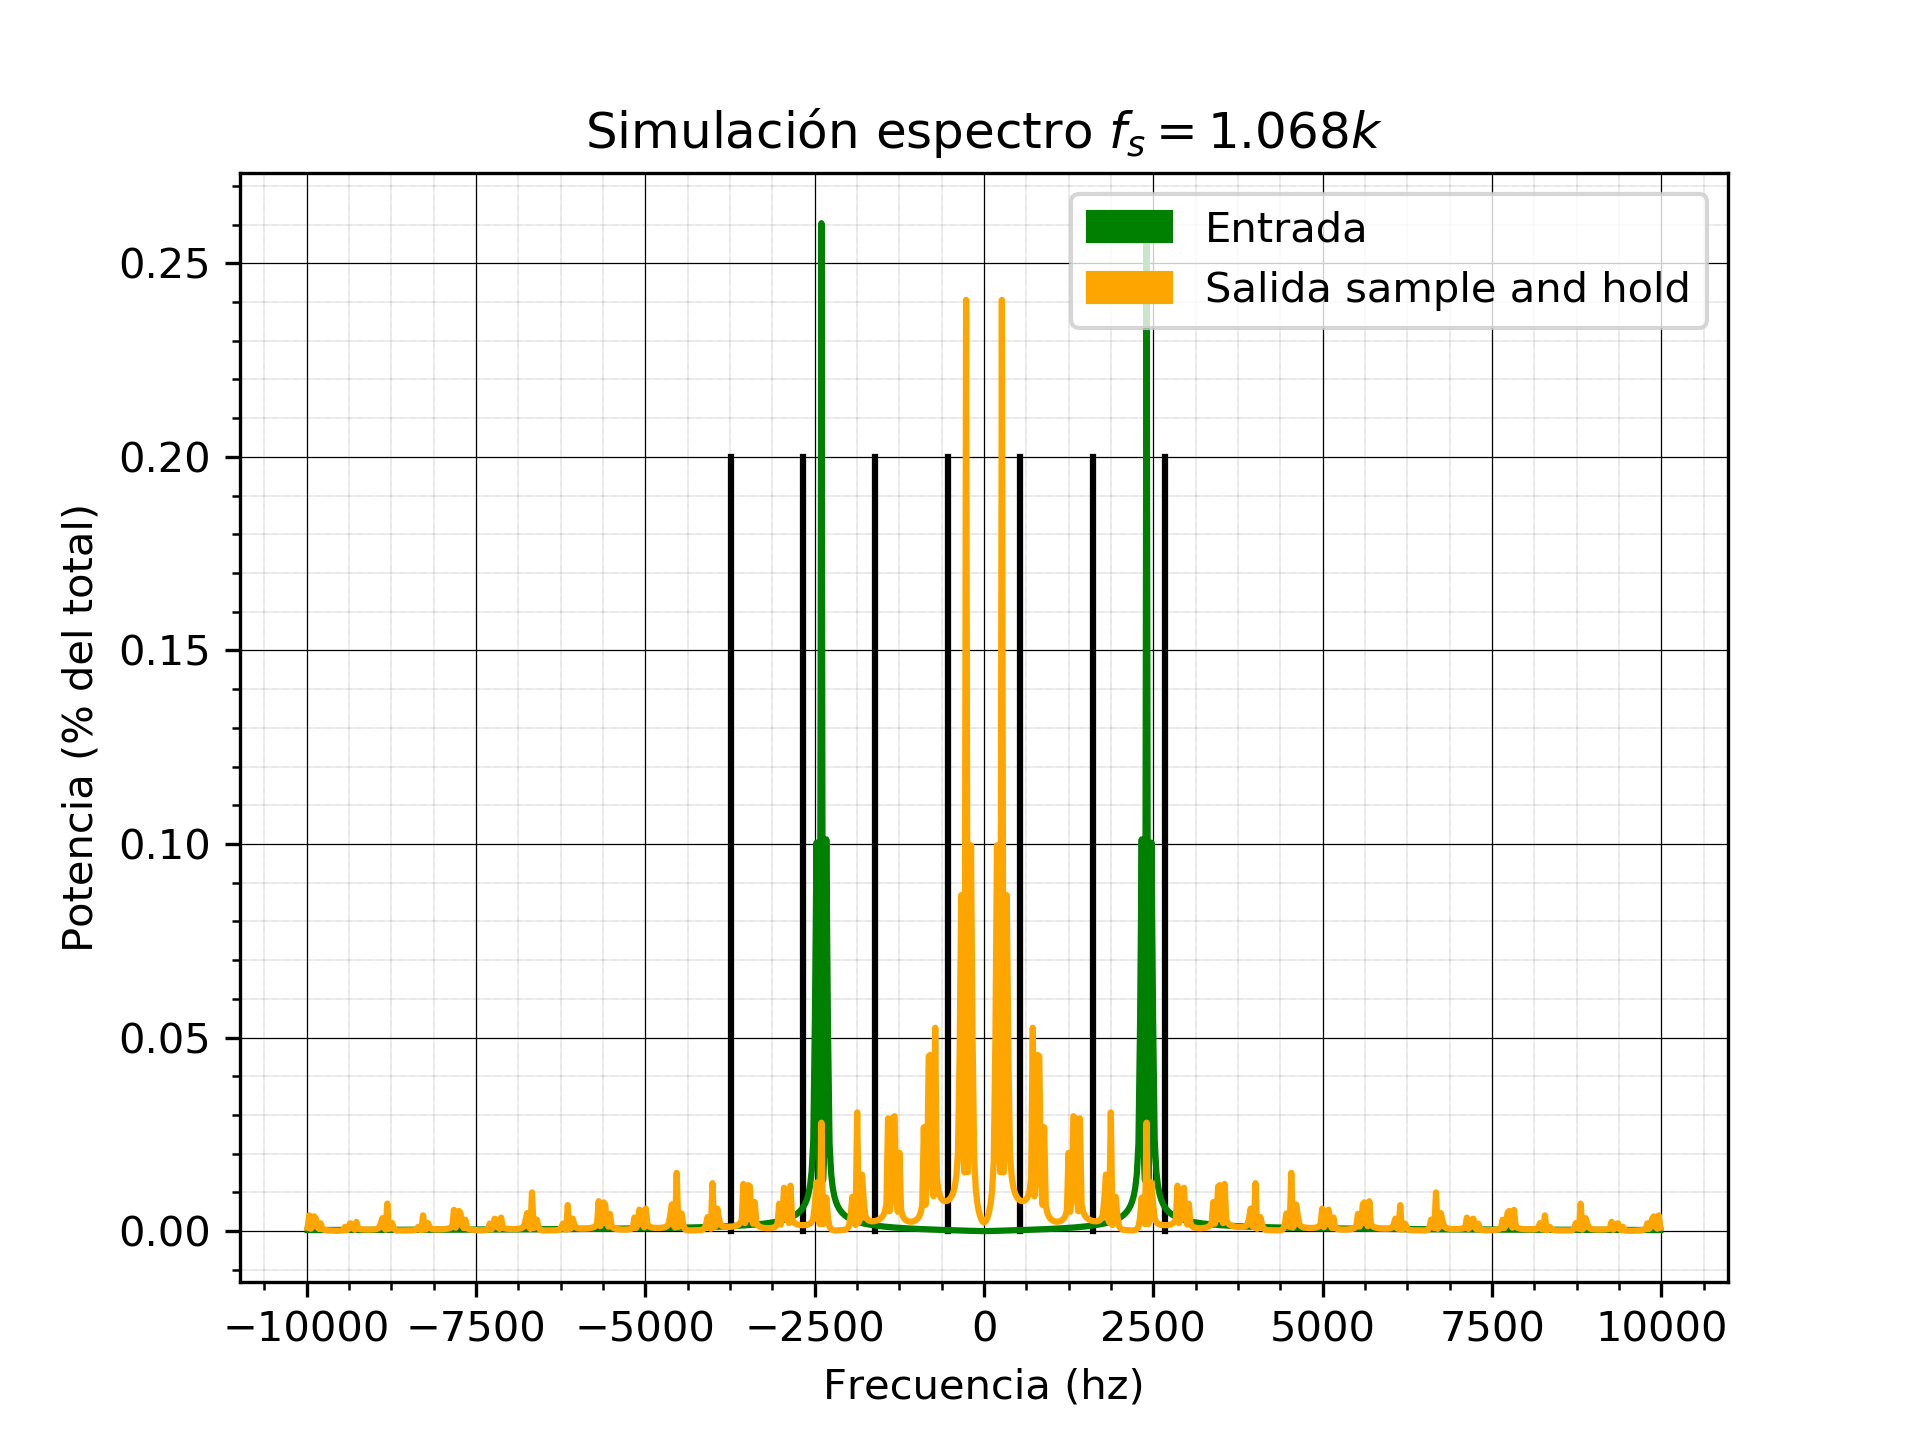 Simulación espectro fs = 1.068k
Entrada
Salida sample and hold
Potencia (% del total)
0.25
0.20
0.15
0.10
0.05
0.00
−10000 −7500 −5000 −2500 0 2500 5000 7500 10000
Frecuencia (hz)